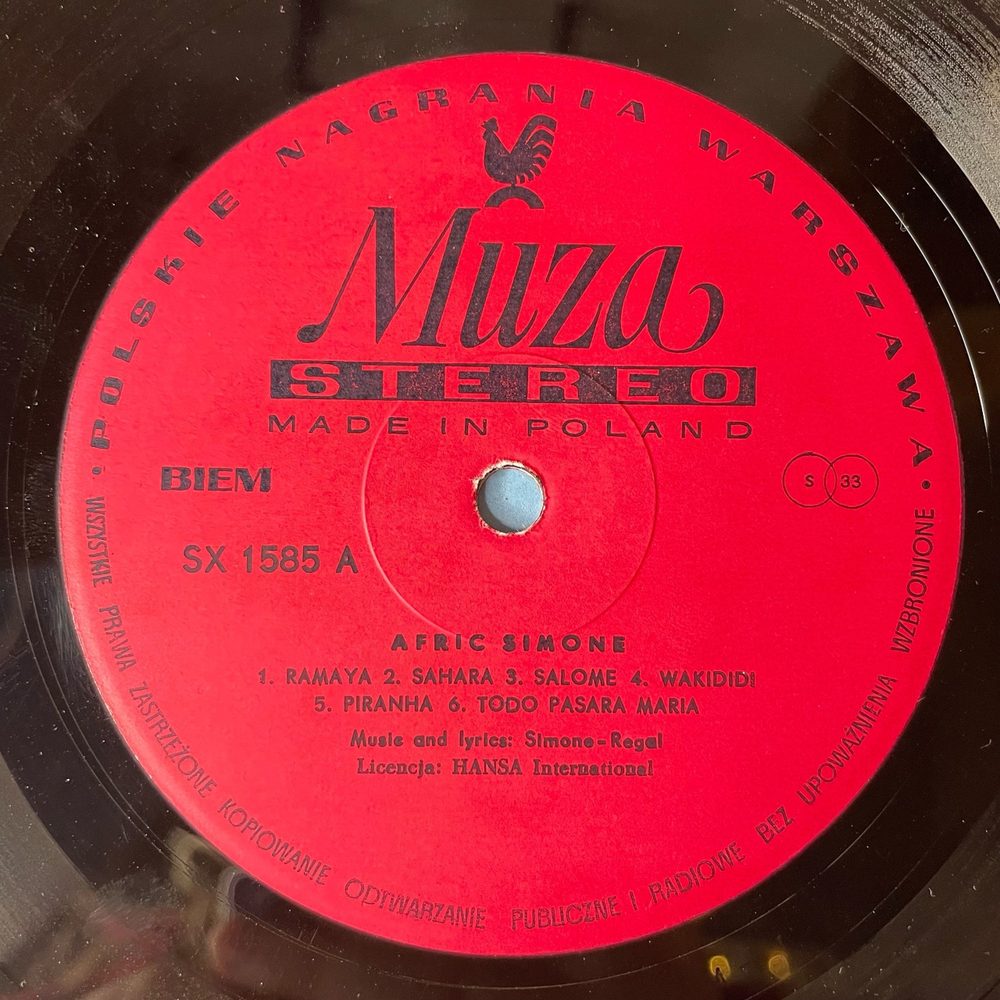 POLSKIE NAGRANIA WARSZAWA
Muza
STEREO
MADE IN POLAND
BIEM
S 33
SX 1585 A
AFRIC SIMONE
1. RAMAYA 2. SAHARA 3. SALOME 4. WAKIDIDI
5. PIRANHA 6. TODO PASARA MARIA
Music and lyrics: Simone-Regal
Licencja: HANSA International
• WSZYSTKIE PRAWA ZASTRZEŻONE KOPIOWANIE ODTWARZANIE PUBLICZNE I RADIOWE BEZ UPOWAŻNIENIA WZBRONIONE •